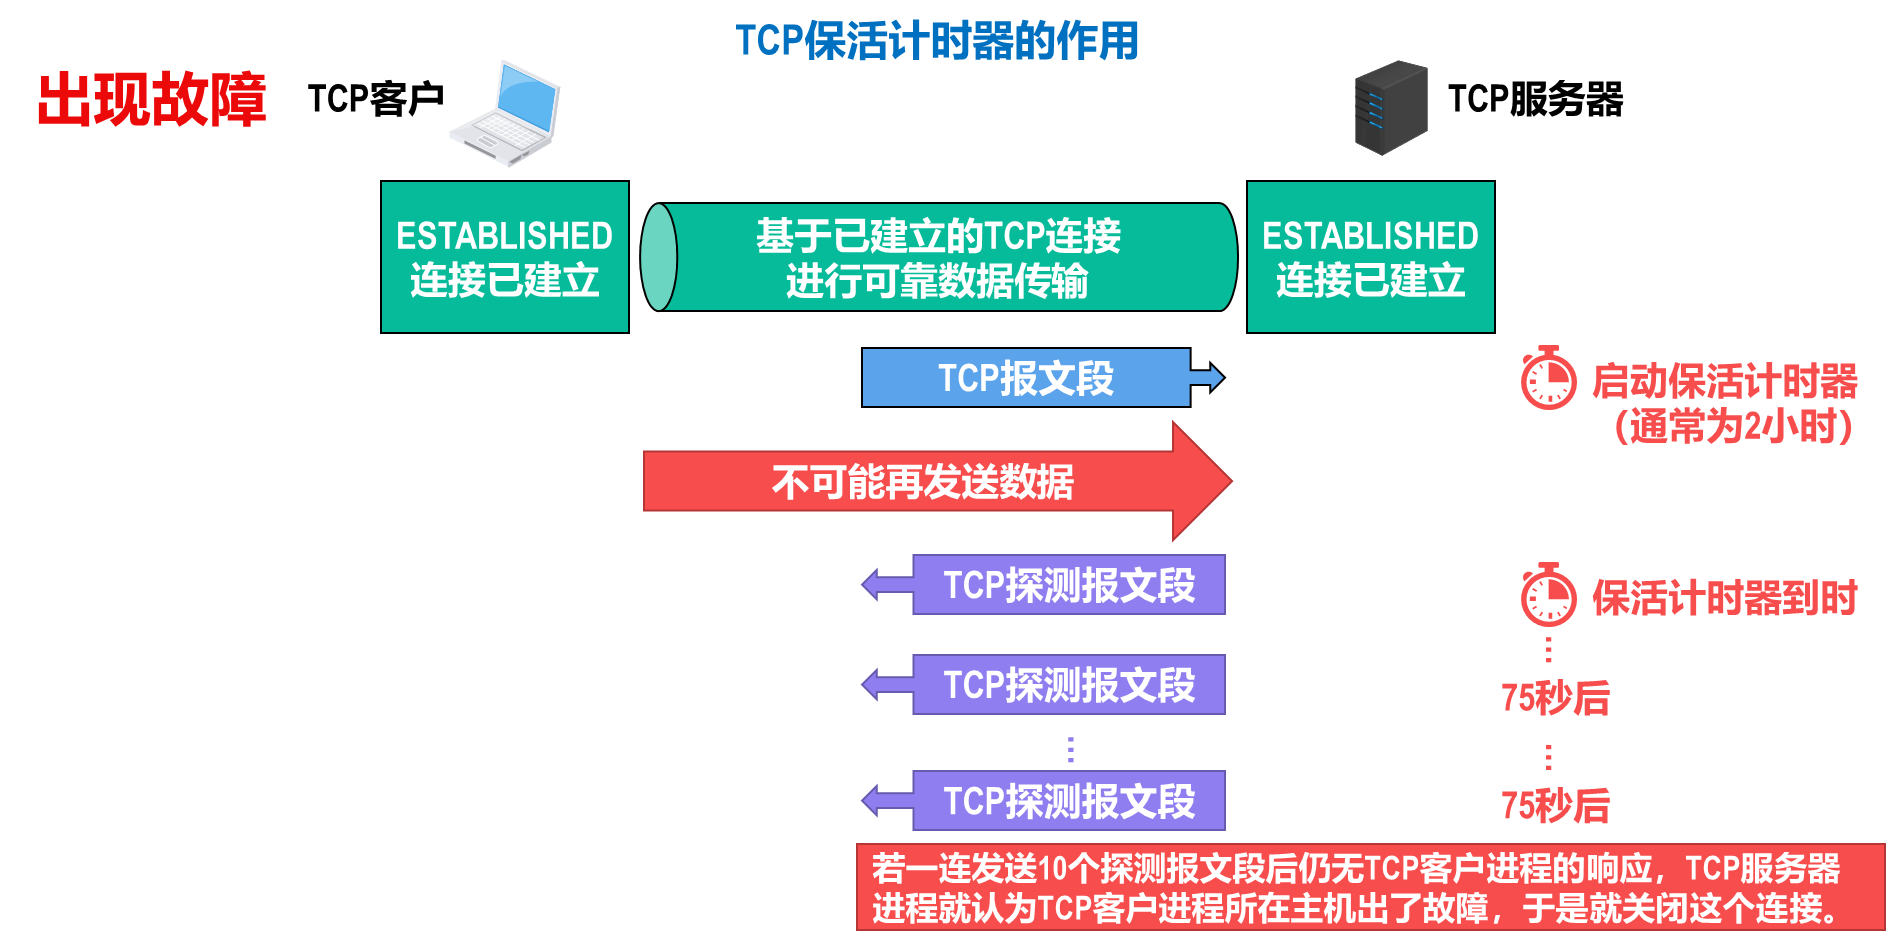 TCP保活计时器的作用
出现故障
TCP客户
TCP服务器
ESTABLISHED
连接已建立
基于已建立的TCP连接
进行可靠数据传输
ESTABLISHED
连接已建立
TCP报文段
启动保活计时器
（通常为2小时）
不可能再发送数据
TCP探测报文段
保活计时器到时
…
TCP探测报文段
75秒后
…
…
TCP探测报文段
75秒后
若一连发送10个探测报文段后仍无TCP客户进程的响应，TCP服务器
进程就认为TCP客户进程所在主机出了故障，于是就关闭这个连接。